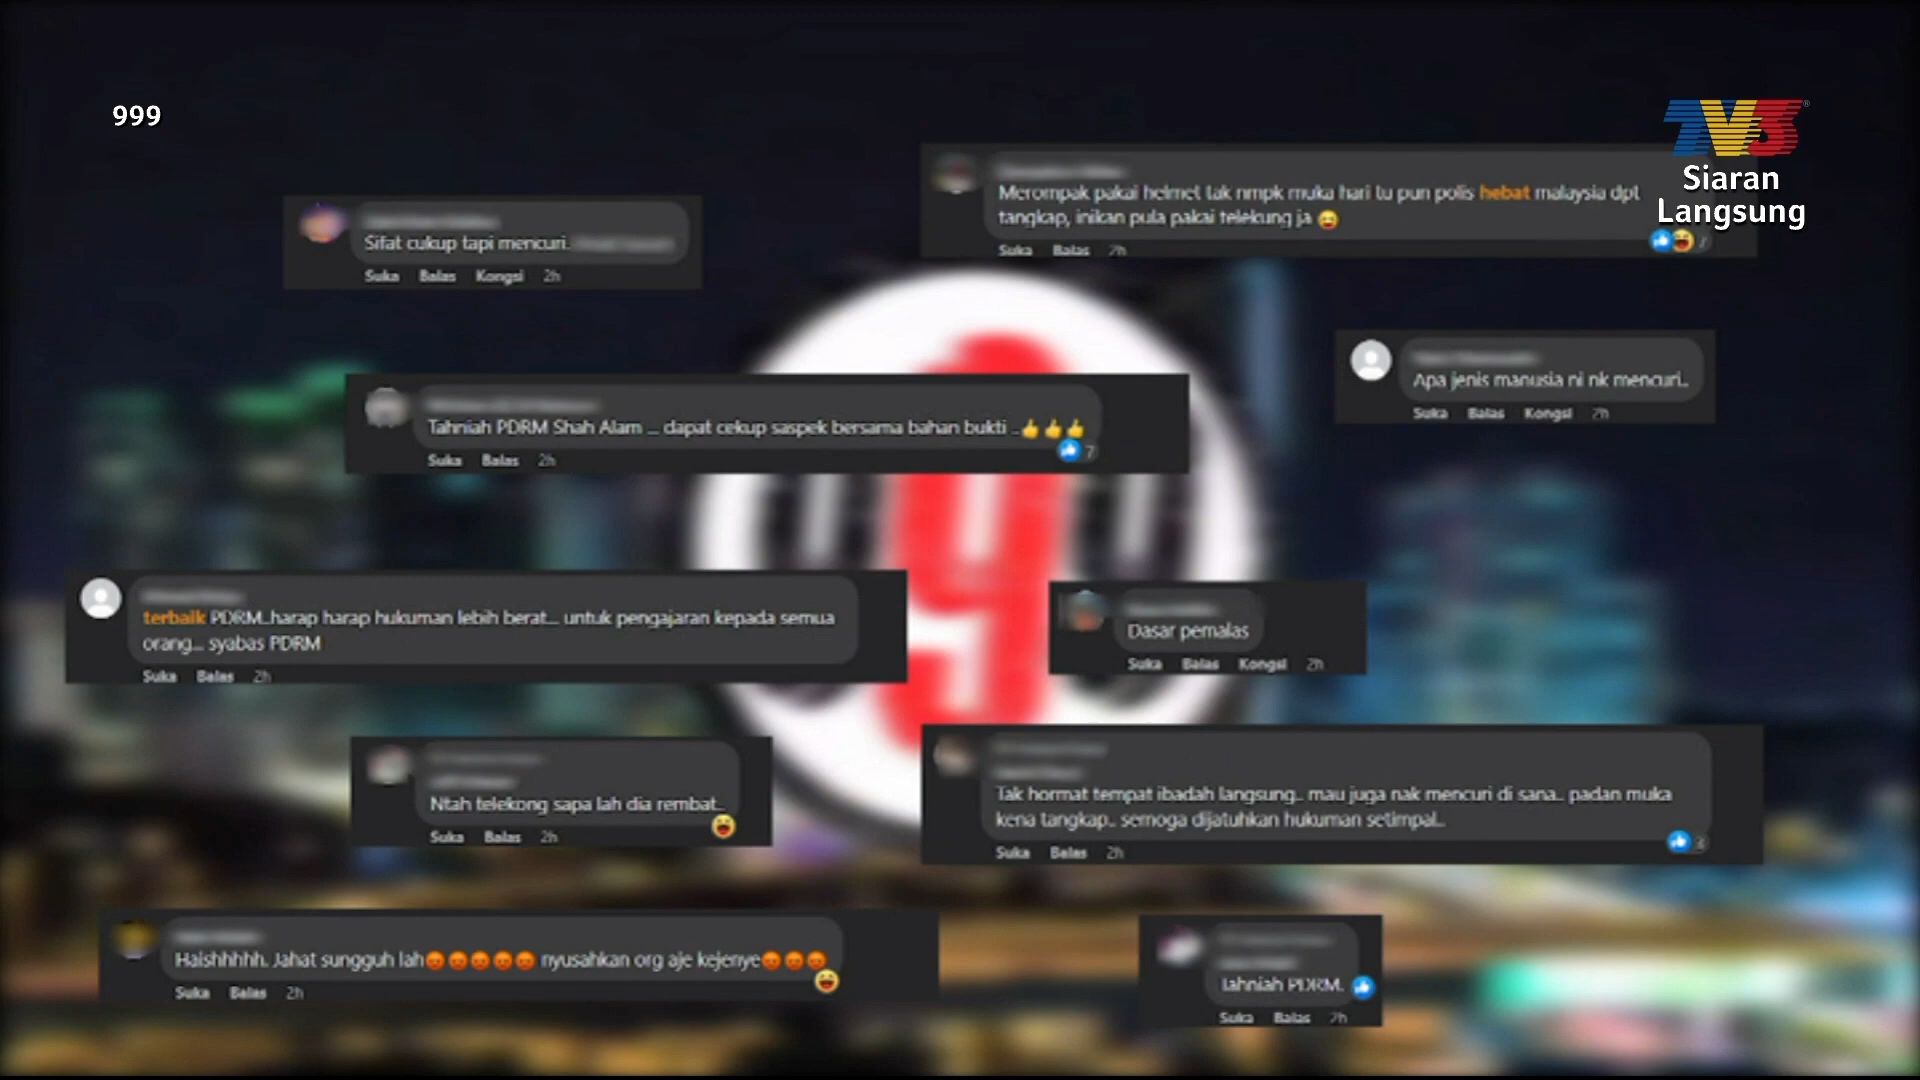 999
TV3
Siaran
Langsung
Merompak pakai helmet tak nmpk muka hari tu pun polis hebat malaysia dpt
tangkap, inikan pula pakai telekung ja
Suka Balas 2h
7
Sifat cukup tapi mencuri.
Suka Balas Kongsi 2h
Apa jenis manusia ni nk mencuri..
Suka Balas Kongsi 2h
Tahniah PDRM Shah Alam ... dapat cekup saspek bersama bahan bukti ..👍👍👍
7
Suka Balas 2h
terbaik PDRM..harap harap hukuman lebih berat... untuk pengajaran kepada semua
orang... syabas PDRM
Suka Balas 2h
Dasar pemalas
Suka Balas Kongsi 2h
Ntah telekong sapa lah dia rembat..
Suka Balas 2h
Tak hormat tempat ibadah langsung.. mau juga nak mencuri di sana.. padan muka
kena tangkap.. semoga dijatuhkan hukuman setimpal..
Suka Balas 2h
Haishhhhh. Jahat sungguh lah😡😡😡😡😡 nyusahkan org aje kejenye😡😡😡
Suka Balas 2h
Tahniah PDRM.
Suka Balas 2h